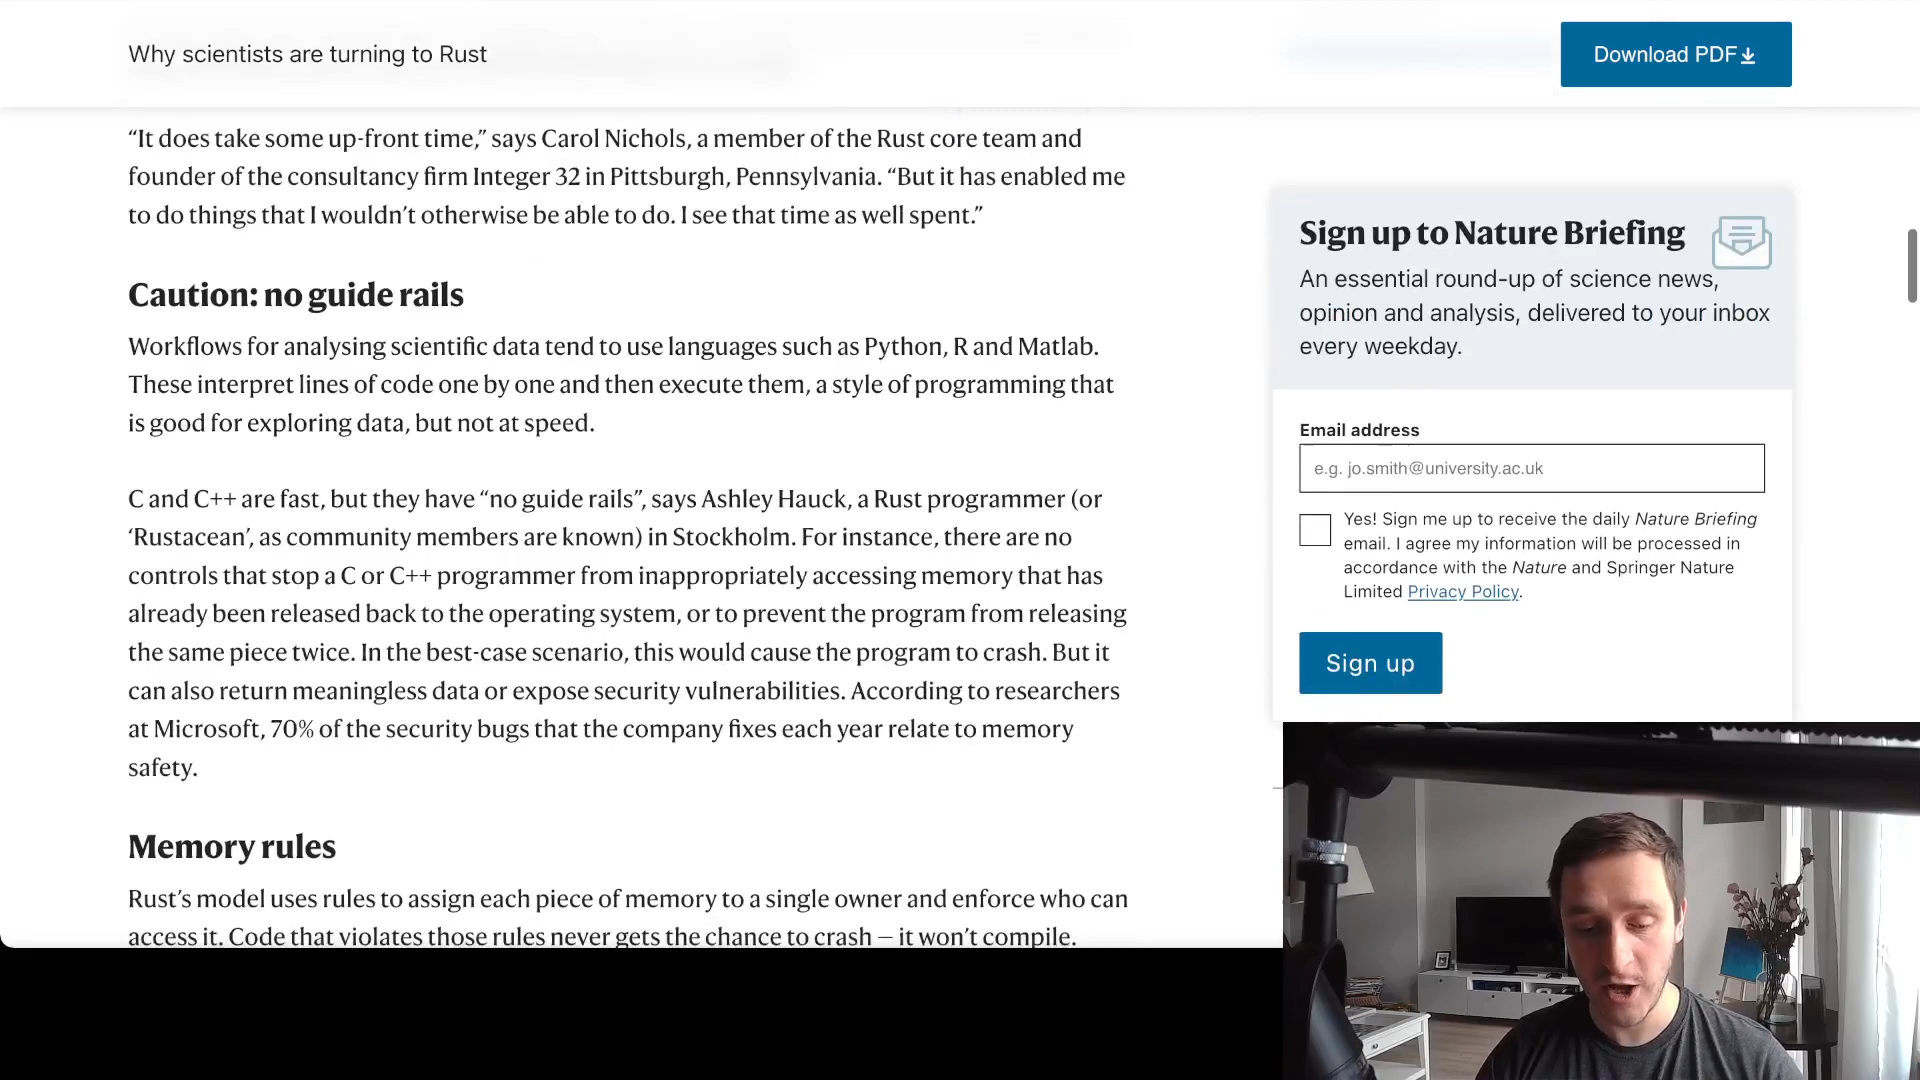 Why scientists are turning to Rust
Download PDF
“It does take some up-front time,” says Carol Nichols, a member of the Rust core team and
founder of the consultancy firm Integer 32 in Pittsburgh, Pennsylvania. “But it has enabled me
to do things that I wouldn’t otherwise be able to do. I see that time as well spent.”
Caution: no guide rails
Workflows for analysing scientific data tend to use languages such as Python, R and Matlab.
These interpret lines of code one by one and then execute them, a style of programming that
is good for exploring data, but not at speed.
C and C++ are fast, but they have “no guide rails”, says Ashley Hauck, a Rust programmer (or
‘Rustacean’, as community members are known) in Stockholm. For instance, there are no
controls that stop a C or C++ programmer from inappropriately accessing memory that has
already been released back to the operating system, or to prevent the program from releasing
the same piece twice. In the best-case scenario, this would cause the program to crash. But it
can also return meaningless data or expose security vulnerabilities. According to researchers
at Microsoft, 70% of the security bugs that the company fixes each year relate to memory
safety.
Memory rules
Rust’s model uses rules to assign each piece of memory to a single owner and enforce who can
access it. Code that violates those rules never gets the chance to crash — it won’t compile.
Sign up to Nature Briefing
An essential round-up of science news,
opinion and analysis, delivered to your inbox
every weekday.
Email address
e.g. jo.smith@university.ac.uk
Yes! Sign me up to receive the daily Nature Briefing
email. I agree my information will be processed in
accordance with the Nature and Springer Nature
Limited Privacy Policy.
Sign up